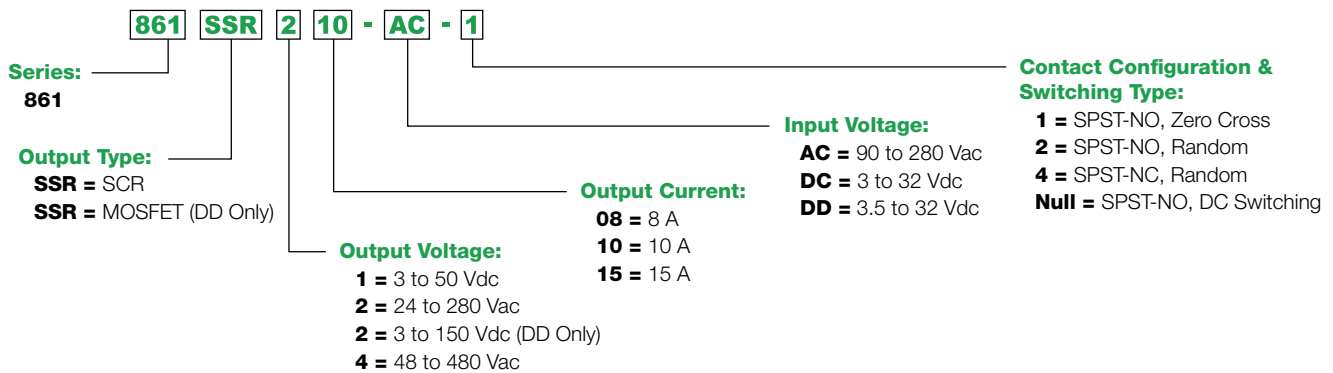 861 SSR 2 10 - AC - 1
Series:
861
Output Type:
SSR = SCR
SSR = MOSFET (DD Only)
Output Voltage:
1 = 3 to 50 Vdc
2 = 24 to 280 Vac
2 = 3 to 150 Vdc (DD Only)
4 = 48 to 480 Vac
Output Current:
08 = 8 A
10 = 10 A
15 = 15 A
Input Voltage:
AC = 90 to 280 Vac
DC = 3 to 32 Vdc
DD = 3.5 to 32 Vdc
Contact Configuration &
Switching Type:
1 = SPST-NO, Zero Cross
2 = SPST-NO, Random
4 = SPST-NC, Random
Null = SPST-NO, DC Switching